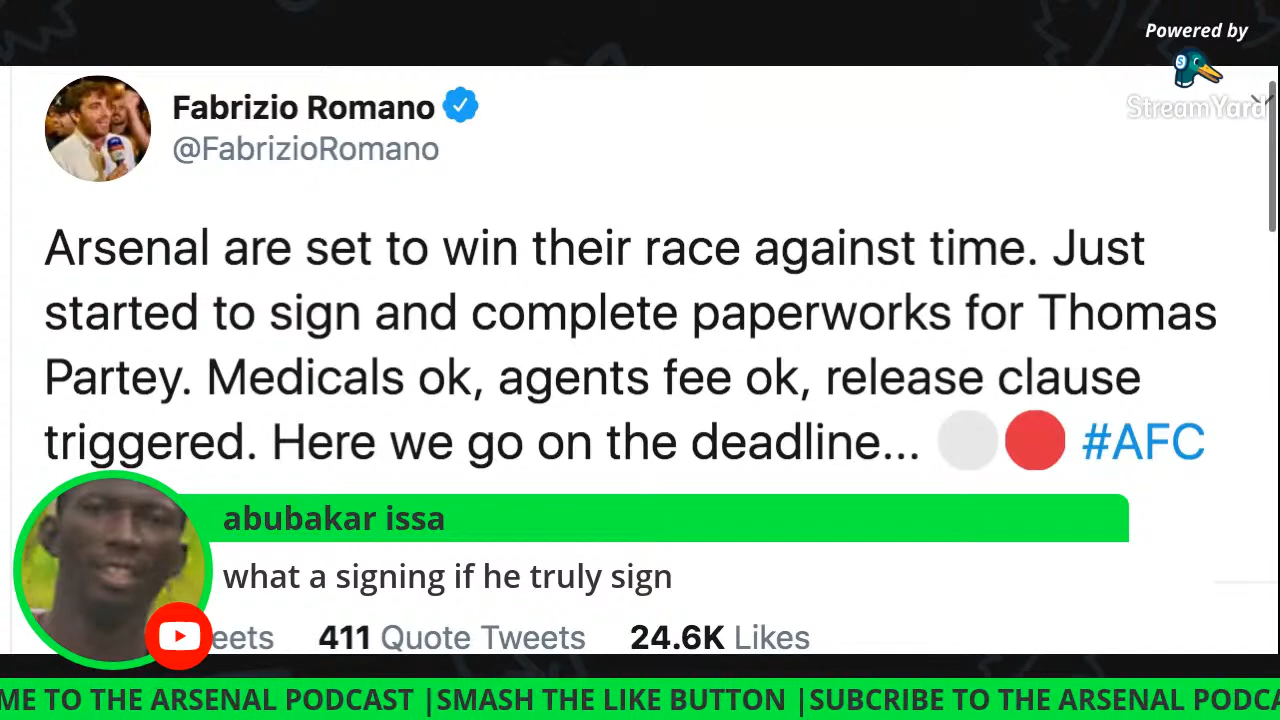 Powered by
StreamYard
Fabrizio Romano
@FabrizioRomano
Arsenal are set to win their race against time. Just
started to sign and complete paperworks for Thomas
Partey. Medicals ok, agents fee ok, release clause
triggered. Here we go on the deadline... #AFC
abubakar issa
what a signing if he truly sign
eets 411 Quote Tweets 24.6K Likes
ME TO THE ARSENAL PODCAST |SMASH THE LIKE BUTTON |SUBCRIBE TO THE ARSENAL PODCA